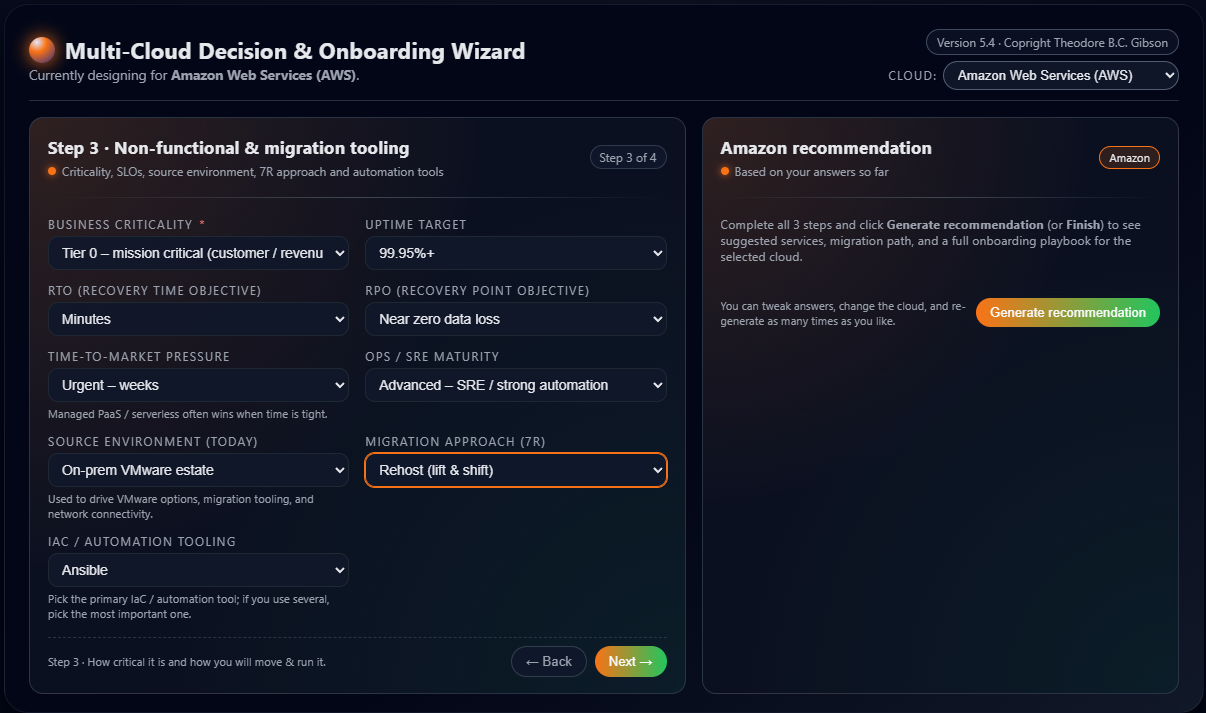 Multi-Cloud Decision & Onboarding Wizard
Currently designing for Amazon Web Services (AWS).
Version 5.4 · Copright Theodore B.C. Gibson
CLOUD:
Amazon Web Services (AWS)
Step 3 · Non-functional & migration tooling
Criticality, SLOs, source environment, 7R approach and automation tools
Step 3 of 4
BUSINESS CRITICALITY *
Tier 0 – mission critical (customer / revenu
UPTIME TARGET
99.95%+
RTO (RECOVERY TIME OBJECTIVE)
Minutes
RPO (RECOVERY POINT OBJECTIVE)
Near zero data loss
TIME-TO-MARKET PRESSURE
Urgent – weeks
Managed PaaS / serverless often wins when time is tight.
OPS / SRE MATURITY
Advanced – SRE / strong automation
SOURCE ENVIRONMENT (TODAY)
On-prem VMware estate
Used to drive VMware options, migration tooling, and
network connectivity.
MIGRATION APPROACH (7R)
Rehost (lift & shift)
IAC / AUTOMATION TOOLING
Ansible
Pick the primary IaC / automation tool; if you use several,
pick the most important one.
Step 3 · How critical it is and how you will move & run it.
← Back
Next →
Amazon recommendation
Based on your answers so far
Amazon
Complete all 3 steps and click Generate recommendation (or Finish) to see
suggested services, migration path, and a full onboarding playbook for the
selected cloud.
You can tweak answers, change the cloud, and re-
generate as many times as you like.
Generate recommendation